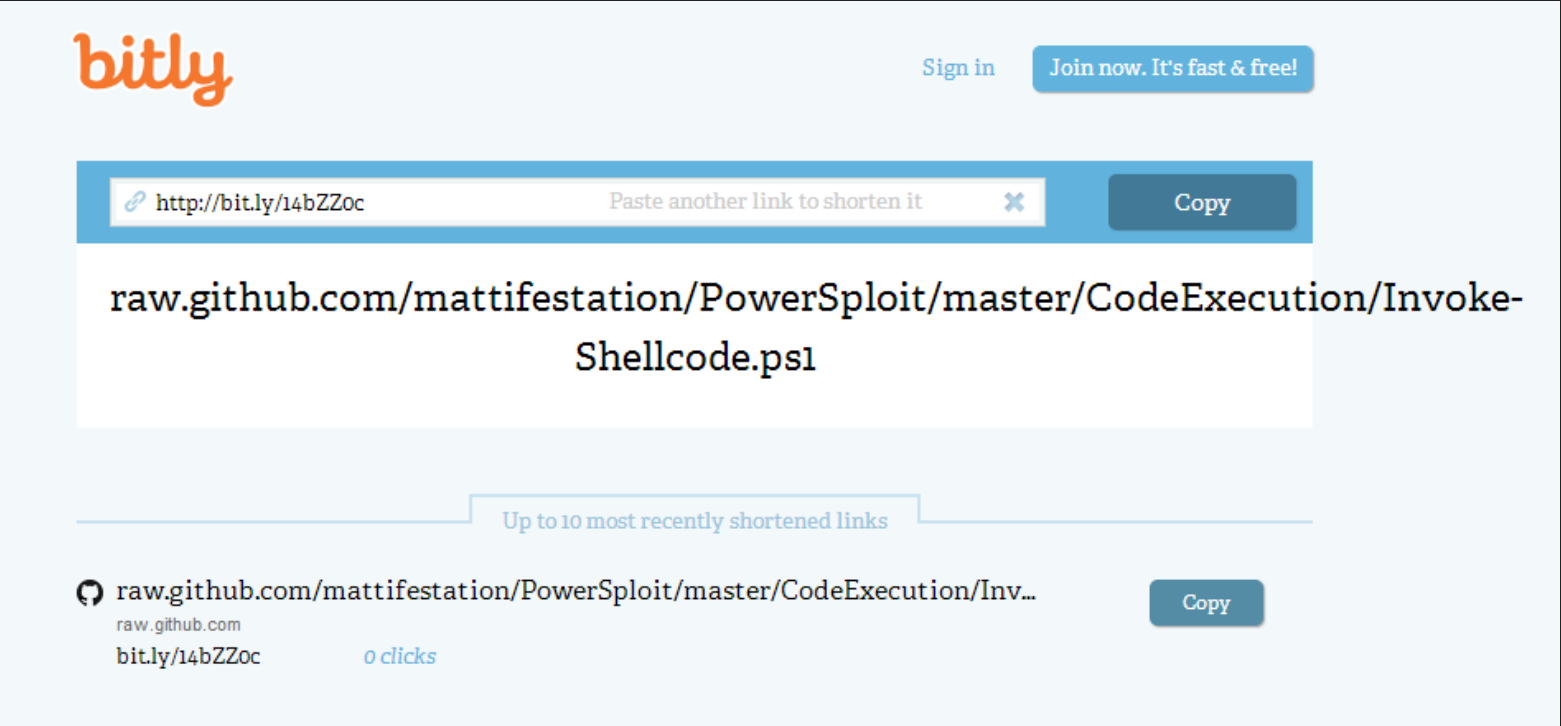 bitly
Sign in
Join now. It's fast & free!
http://bit.ly/14bZZ0c
Paste another link to shorten it
Copy
raw.github.com/mattifestation/PowerSploit/master/CodeExecution/Invoke-
Shellcode.ps1
Up to 10 most recently shortened links
raw.github.com/mattifestation/PowerSploit/master/CodeExecution/Inv...
Copy
raw.github.com
bit.ly/14bZZ0c
0 clicks